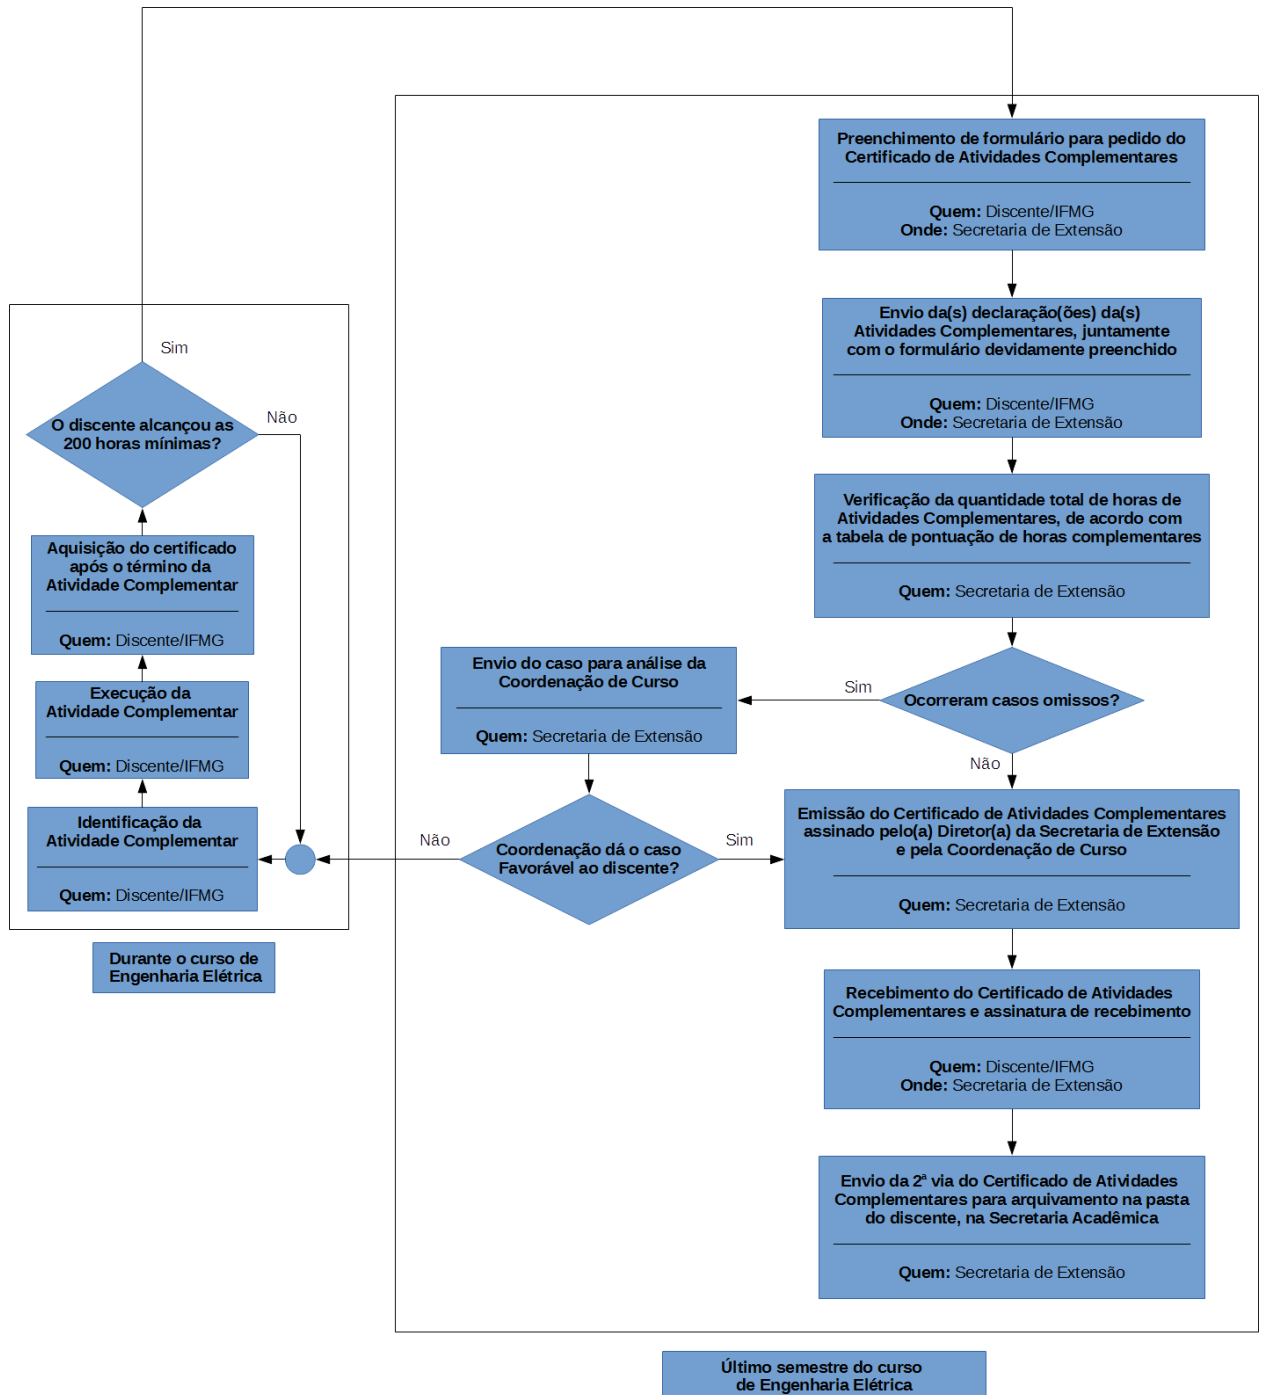 Preenchimento de formulário para pedido do
Certificado de Atividades Complementares
Quem: Discente/IFMG
Onde: Secretaria de Extensão
Envio da(s) declaração(ões) da(s)
Atividades Complementares, juntamente
com o formulário devidamente preenchido
Quem: Discente/IFMG
Onde: Secretaria de Extensão
Sim
Não
O discente alcançou as
200 horas mínimas?
Verificação da quantidade total de horas de
Atividades Complementares, de acordo com
a tabela de pontuação de horas complementares
Quem: Secretaria de Extensão
Aquisição do certificado
após o término da
Atividade Complementar
Quem: Discente/IFMG
Envio do caso para análise da
Coordenação de Curso
Quem: Secretaria de Extensão
Sim
Ocorreram casos omissos?
Não
Execução da
Atividade Complementar
Quem: Discente/IFMG
Identificação da
Atividade Complementar
Quem: Discente/IFMG
Não
Coordenação dá o caso
Favorável ao discente?
Sim
Emissão do Certificado de Atividades Complementares
assinado pelo(a) Diretor(a) da Secretaria de Extensão
e pela Coordenação de Curso
Quem: Secretaria de Extensão
Durante o curso de
Engenharia Elétrica
Recebimento do Certificado de Atividades
Complementares e assinatura de recebimento
Quem: Discente/IFMG
Onde: Secretaria de Extensão
Envio da 2ª via do Certificado de Atividades
Complementares para arquivamento na pasta
do discente, na Secretaria Acadêmica
Quem: Secretaria de Extensão
Último semestre do curso
de Engenharia Elétrica